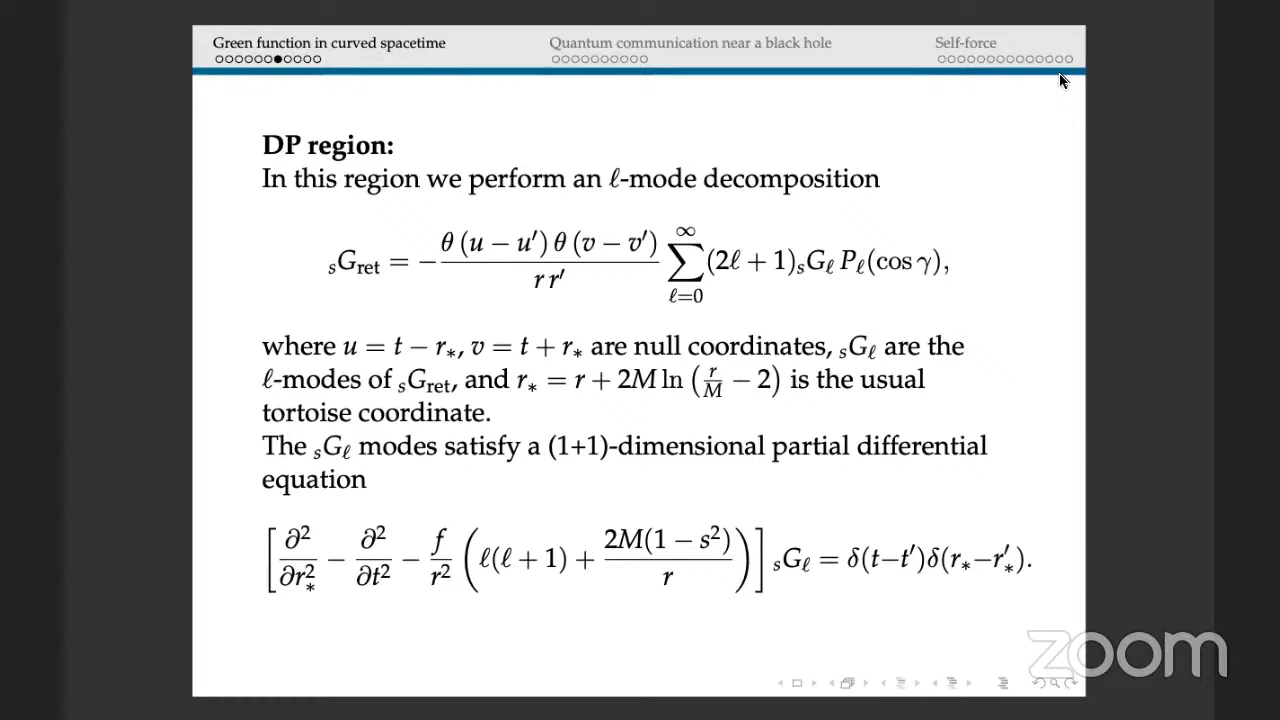 Green function in curved spacetime Quantum communication near a black hole Self-force
DP region:
In this region we perform an ℓ-mode decomposition
ₛG_ret = − θ (u − u′) θ (v − v′) / (r r′) ∑_{ℓ=0}^{∞} (2ℓ + 1) ₛG_ℓ P_ℓ(cos γ),
where u = t − r_*, v = t + r_* are null coordinates, ₛG_ℓ are the
ℓ-modes of ₛG_ret, and r_* = r + 2M ln (r/M − 2) is the usual
tortoise coordinate.
The ₛG_ℓ modes satisfy a (1+1)-dimensional partial differential
equation
[∂²/∂r_*² − ∂²/∂t² − f/r² (ℓ(ℓ + 1) + 2M(1 − s²)/r)] ₛG_ℓ = δ(t−t′)δ(r_*−r′_*).
zoom